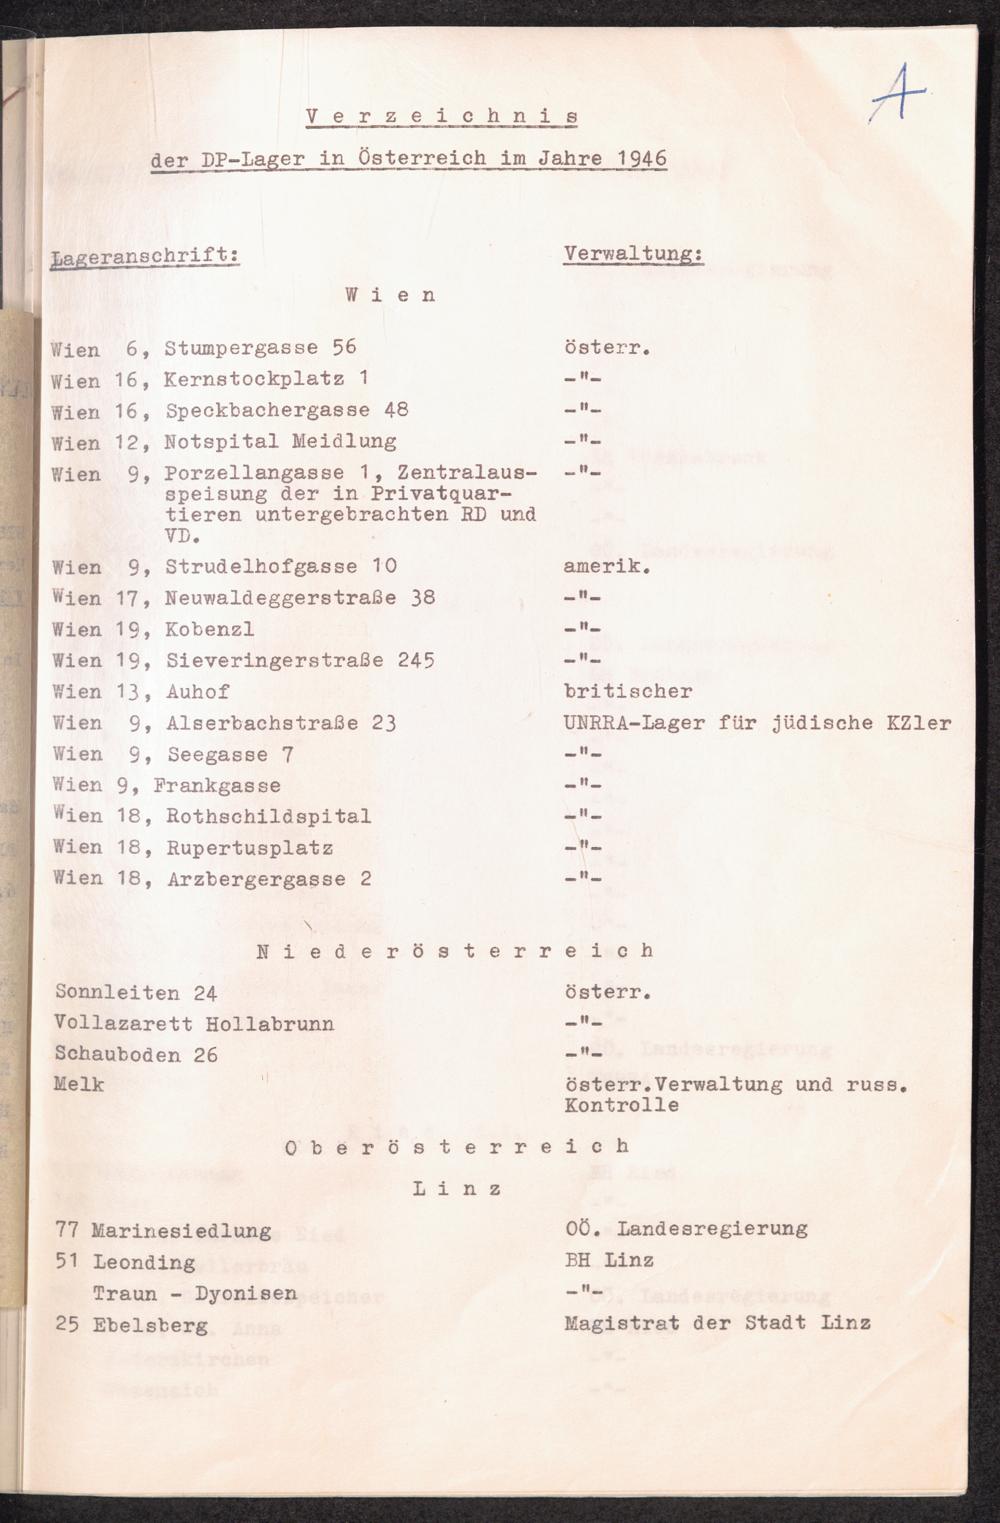 A
Verzeichnis
der DP-Lager in Österreich im Jahre 1946
Lageranschrift: Verwaltung:
Wien
Wien 6, Stumpergasse 56 österr.
Wien 16, Kernstockplatz 1 -"-
Wien 16, Speckbachergasse 48 -"-
Wien 12, Notspital Meidlung -"-
Wien 9, Porzellangasse 1, Zentralaus- -"-
speisung der in Privatquar-
tieren untergebrachten RD und
VD.
Wien 9, Strudelhofgasse 10 amerik.
Wien 17, Neuwaldeggerstraße 38 -"-
Wien 19, Kobenzl -"-
Wien 19, Sieveringerstraße 245 -"-
Wien 13, Auhof britischer
Wien 9, Alserbachstraße 23 UNRRA-Lager für jüdische KZler
Wien 9, Seegasse 7 -"-
Wien 9, Frankgasse -"-
Wien 18, Rothschildspital -"-
Wien 18, Rupertusplatz -"-
Wien 18, Arzbergergasse 2 -"-
Niederösterreich
Sonnleiten 24 österr.
Vollazarett Hollabrunn -"-
Schauboden 26 -"-
Melk österr.Verwaltung und russ.
Kontrolle
Oberösterreich
Linz
77 Marinesiedlung OÖ. Landesregierung
51 Leonding BH Linz
Traun - Dyonisen -"-
25 Ebelsberg Magistrat der Stadt Linz